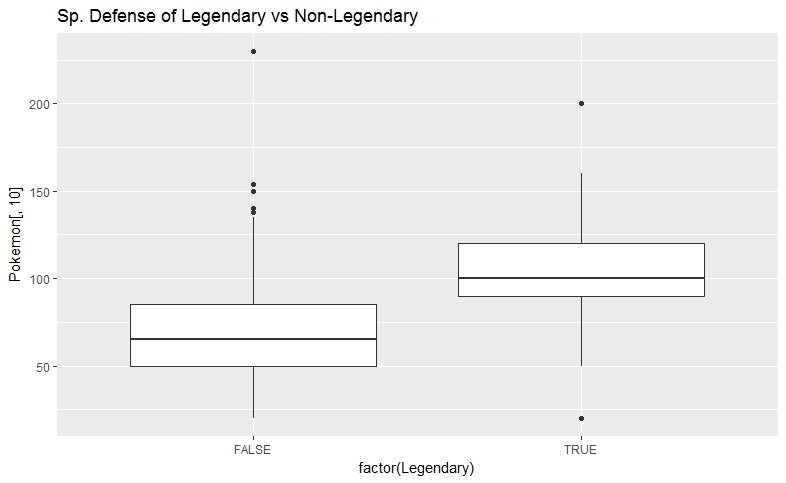 Sp. Defense of Legendary vs Non-Legendary
Pokemon[, 10]
200
150
100
50
FALSE
TRUE
factor(Legendary)